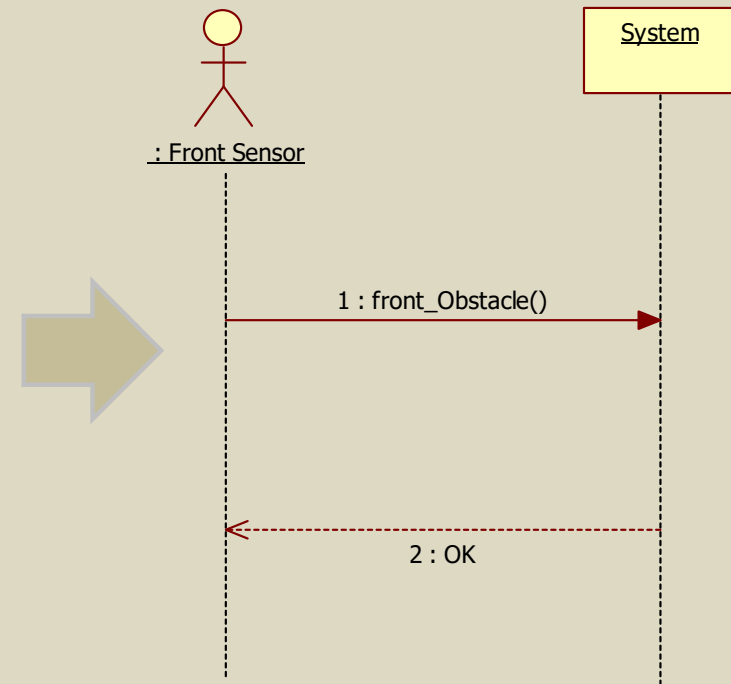 System
: Front Sensor
1 : front_Obstacle()
2 : OK